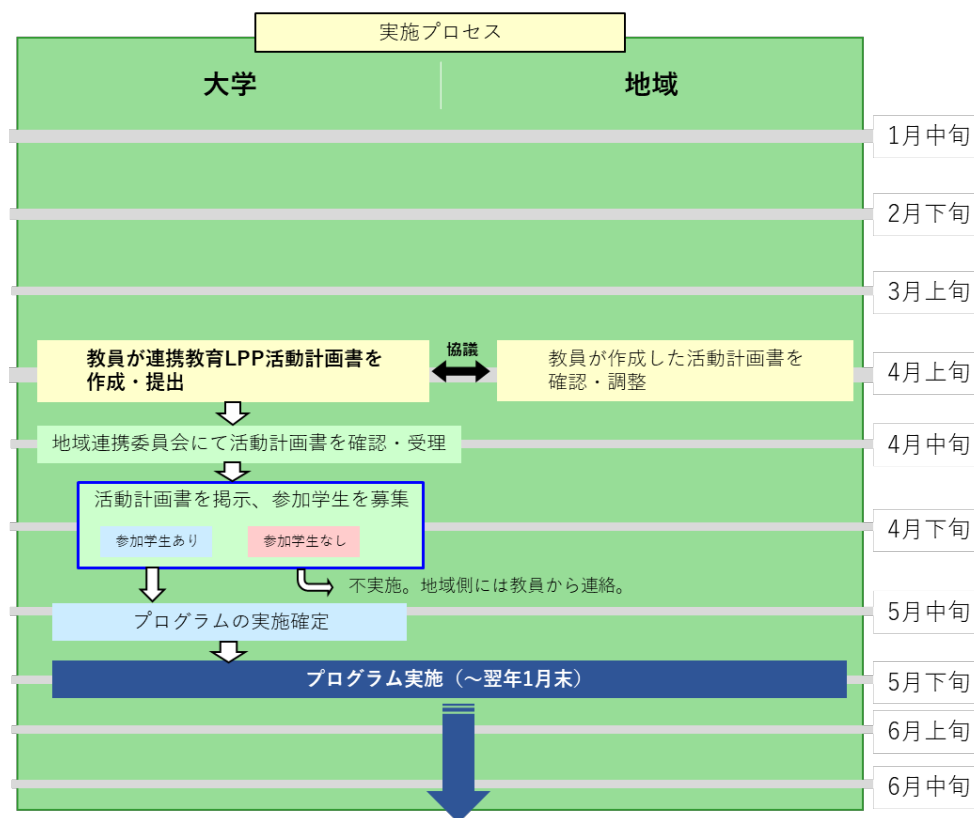 実施プロセス
大学
地域
1月中旬
2月下旬
3月上旬
教員が連携教育LPP活動計画書を
作成・提出
協議
教員が作成した活動計画書を
確認・調整
4月上旬
地域連携委員会にて活動計画書を確認・受理
4月中旬
活動計画書を掲示、参加学生を募集
参加学生あり
参加学生なし
4月下旬
不実施。地域側には教員から連絡。
プログラムの実施確定
5月中旬
プログラム実施（～翌年1月末）
5月下旬
6月上旬
6月中旬